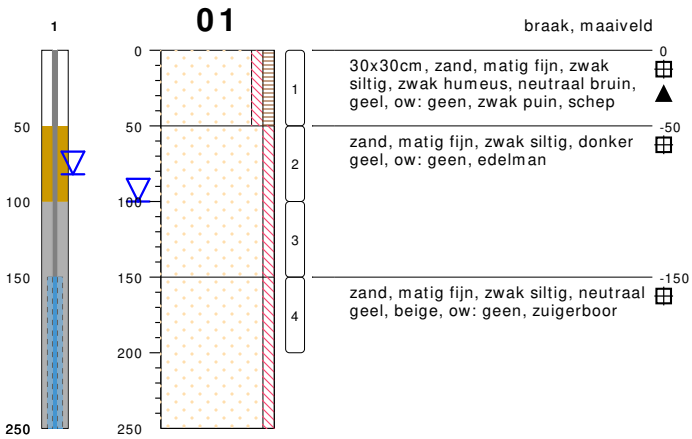 1
01
braak, maaiveld
0
0
30x30cm, zand, matig fijn, zwak
siltig, zwak humeus, neutraal bruin,
geel, ow: geen, zwak puin, schep
1
50
50
-50
zand, matig fijn, zwak siltig, donker
geel, ow: geen, edelman
2
100
100
3
150
150
-150
zand, matig fijn, zwak siltig, neutraal
geel, beige, ow: geen, zuigerboor
4
200
200
250
250